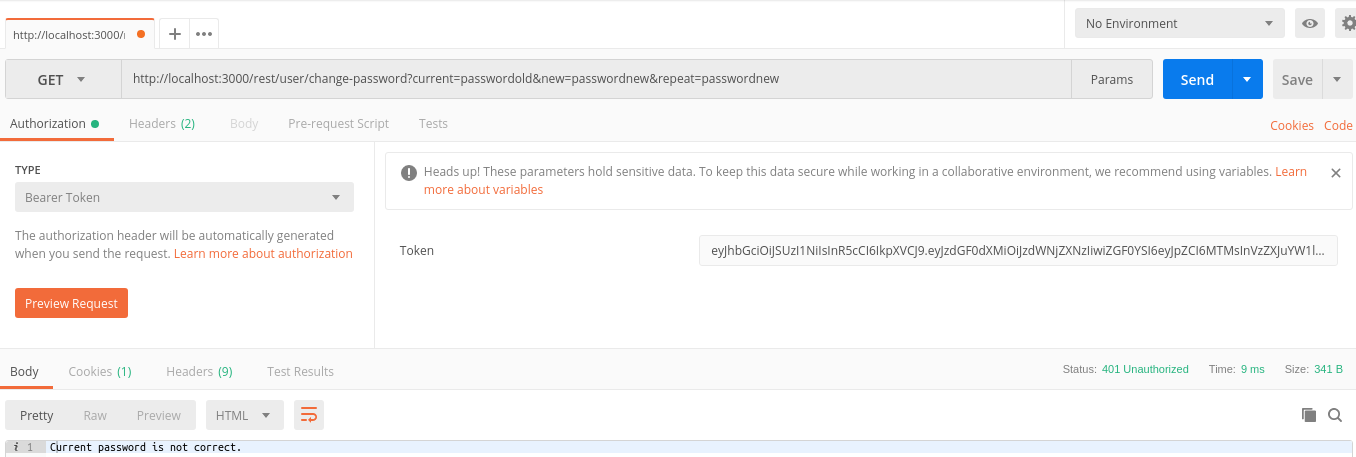 http://localhost:3000/r
No Environment
GET http://localhost:3000/rest/user/change-password?current=passwordold&new=passwordnew&repeat=passwordnew Params Send Save
Authorization Headers (2) Body Pre-request Script Tests Cookies Code
TYPE
Bearer Token
The authorization header will be automatically generated
when you send the request. Learn more about authorization
Preview Request
Heads up! These parameters hold sensitive data. To keep this data secure while working in a collaborative environment, we recommend using variables. Learn
more about variables
Token eyJhbGciOiJSUzI1NiIsInR5cCI6IkpXVCJ9.eyJzdGF0dXMiOiJzdWNjZXNzIiwiZGF0YSI6eyJpZCI6MTMsInVzZXJuYW1l...
Body Cookies (1) Headers (9) Test Results Status: 401 Unauthorized Time: 9 ms Size: 341 B
Pretty Raw Preview HTML
i 1 Current password is not correct.